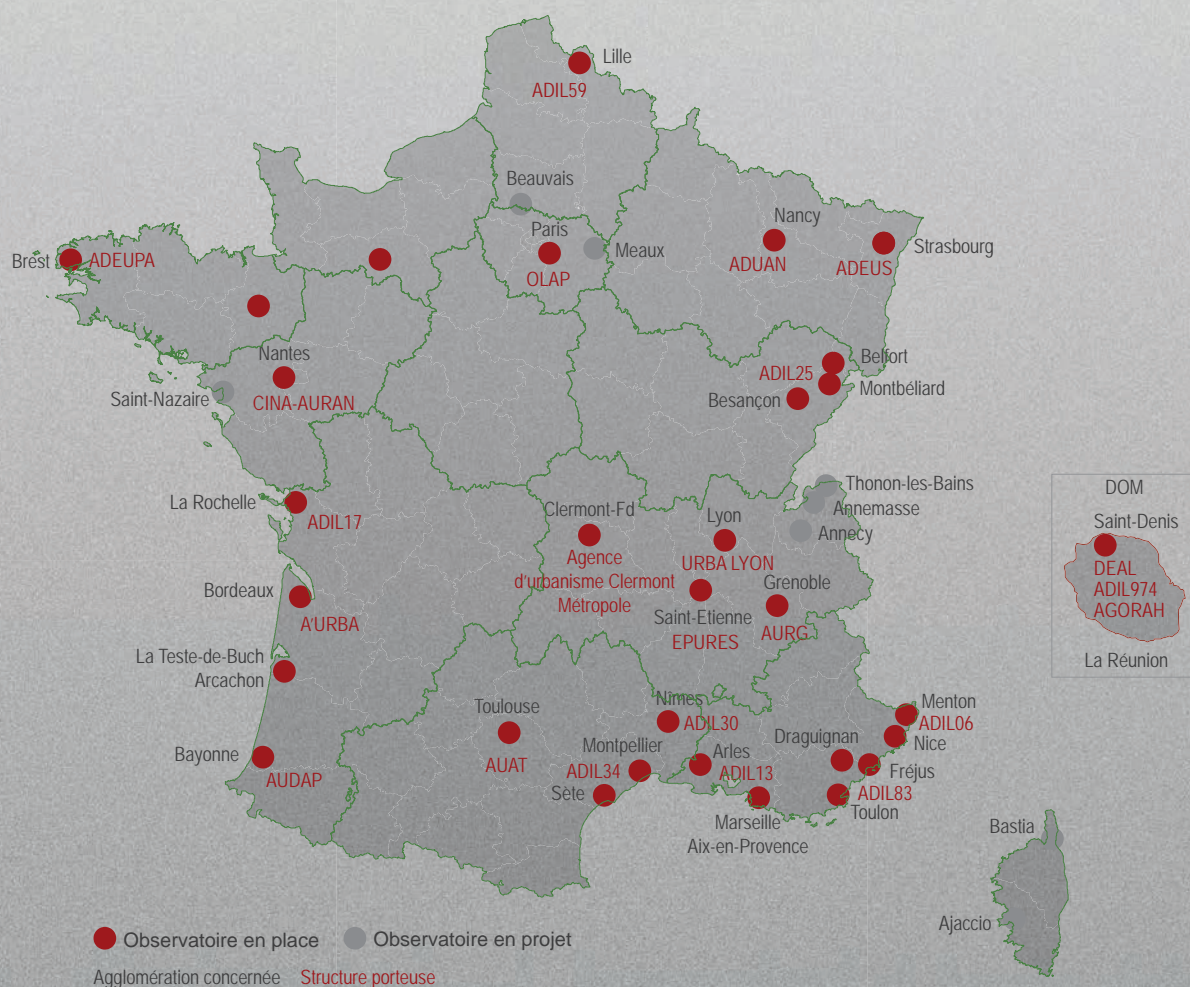 Lille
ADIL59
Beauvais
Paris
OLAP
Meaux
Nancy
ADUAN
Strasbourg
ADEUS
Brest
ADEUPA
Nantes
CINA-AURAN
Saint-Nazaire
Belfort
ADIL25
Montbéliard
Besançon
La Rochelle
ADIL17
Thonon-les-Bains
Annemasse
Annecy
Clermont-Fd
Agence
d'urbanisme Clermont
Métropole
Lyon
URBA LYON
Grenoble
AURG
Saint-Etienne
EPURES
DOM
Saint-Denis
DEAL
ADIL974
AGORAH
La Réunion
Bordeaux
A'URBA
La Teste-de-Buch
Arcachon
Bayonne
AUDAP
Toulouse
AUAT
Nîmes
ADIL30
Montpellier
ADIL34
Sète
Arles
ADIL13
Marseille
Aix-en-Provence
Draguignan
Menton
ADIL06
Nice
Fréjus
ADIL83
Toulon
Bastia
Ajaccio
Observatoire en place
Observatoire en projet
Agglomération concernée
Structure porteuse